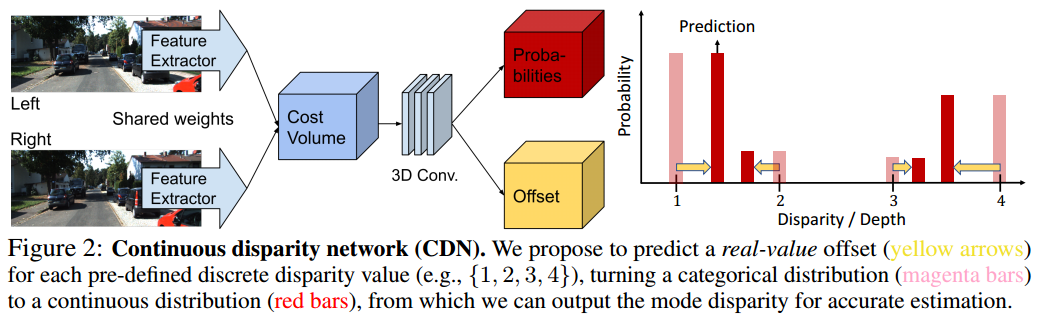 Left
Feature
Extractor
Shared weights
Right
Feature
Extractor
Cost
Volume
3D Conv.
Proba-
bilities
Offset
Prediction
Probability
1 2 3 4
Disparity / Depth
Figure 2: Continuous disparity network (CDN). We propose to predict a real-value offset (yellow arrows)
for each pre-defined discrete disparity value (e.g., {1, 2, 3, 4}), turning a categorical distribution (magenta bars)
to a continuous distribution (red bars), from which we can output the mode disparity for accurate estimation.